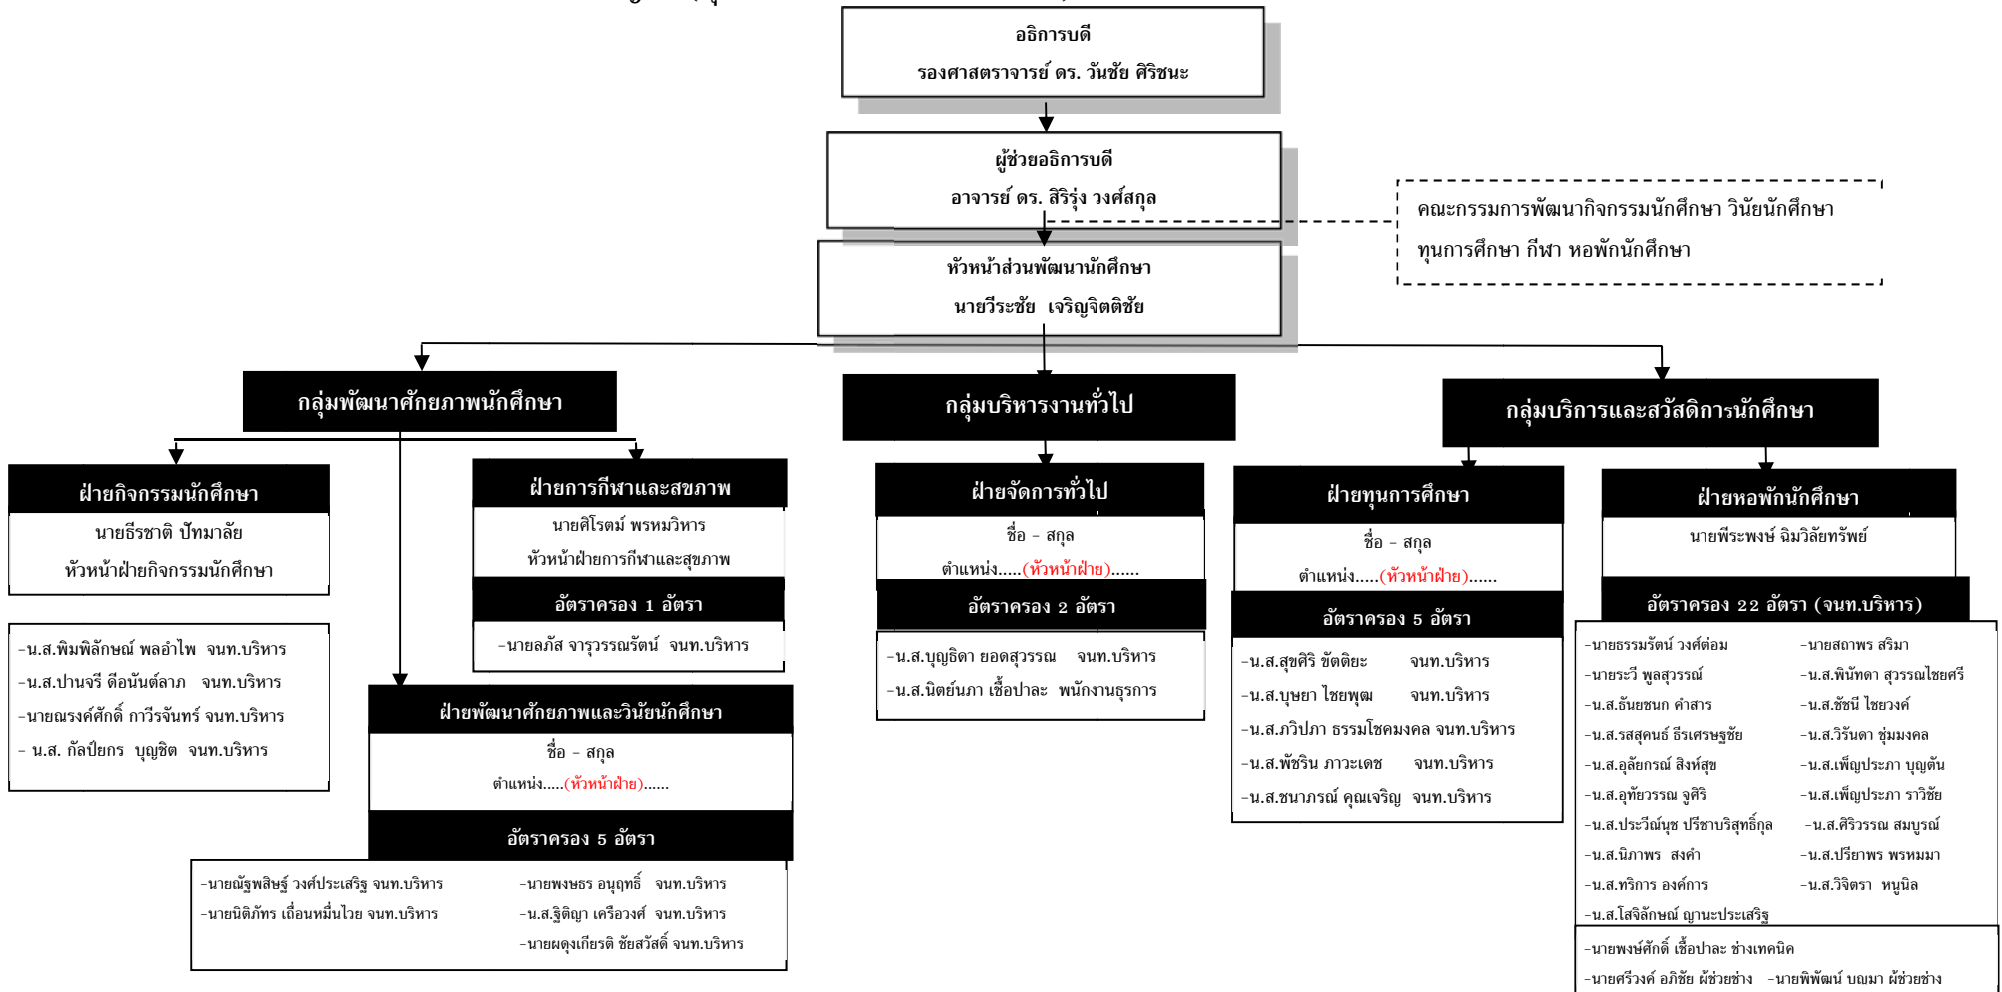 อธิการบดี
รองศาสตราจารย์ ดร. วันชัย ศิริชนะ
ผู้ช่วยอธิการบดี
อาจารย์ ดร. สิริรุ่ง วงศ์สกุล
คณะกรรมการพัฒนากิจกรรมนักศึกษา วินัยนักศึกษา
ทุนการศึกษา กีฬา หอพักนักศึกษา
หัวหน้าส่วนพัฒนานักศึกษา
นายวีระชัย เจริญจิตติชัย
กลุ่มพัฒนาศักยภาพนักศึกษา
กลุ่มบริหารงานทั่วไป
กลุ่มบริการและสวัสดิการนักศึกษา
ฝ่ายกิจกรรมนักศึกษา
นายธีรชาติ ปัทมาลัย
หัวหน้าฝ่ายกิจกรรมนักศึกษา
-น.ส.พิมพิลักษณ์ พลอำไพ จนท.บริหาร
-น.ส.ปานจรี ดีอนันต์ลาภ จนท.บริหาร
-นายณรงค์ศักดิ์ กาวีรจันทร์ จนท.บริหาร
- น.ส. กัลป์ยกร บุญชิต จนท.บริหาร
ฝ่ายการกีฬาและสขภาพ
นายศิโรตม์ พรหมวิหาร
หัวหน้าฝ่ายการกีฬาและสุขภาพ
อัตราครอง 1 อัตรา
-นายลภัส จารุวรรณรัตน์ จนท.บริหาร
ฝ่ายพัฒนาศักยภาพและวินัยนักศึกษา
ชื่อ - สกุล
ตำแหน่ง.....(หัวหน้าฝ่าย)......
อัตราครอง 5 อัตรา
-นายณัฐพสิษฐ์ วงศ์ประเสริฐ จนท.บริหาร
-นายนิติภัทร เถื่อนหมื่นไวย จนท.บริหาร
-นายพงษธร อนุฤทธิ์ จนท.บริหาร
-น.ส.ฐิติญา เครือวงศ์ จนท.บริหาร
-นายผดุงเกียรติ ชัยสวัสดิ์ จนท.บริหาร
ฝ่ายจัดการทั่วไป
ชื่อ - สกุล
ตำแหน่ง.....(หัวหน้าฝ่าย)......
อัตราครอง 2 อัตรา
-น.ส.บุญธิดา ยอดสุวรรณ จนท.บริหาร
-น.ส.นิตย์นภา เชื้อปาละ พนักงานธุรการ
ฝ่ายทุนการศึกษา
ชื่อ - สกุล
ตำแหน่ง.....(หัวหน้าฝ่าย)......
อัตราครอง 5 อัตรา
-น.ส.สุขศิริ ขัตติยะ จนท.บริหาร
-น.ส.บุษยา ไชยพุฒ จนท.บริหาร
-น.ส.ภวิปภา ธรรมโชคมงคล จนท.บริหาร
-น.ส.พัชริน ภาวะเดช จนท.บริหาร
-น.ส.ชนาภรณ์ คุณเจริญ จนท.บริหาร
ฝ่ายหอพักนักศึกษา
นายพีระพงษ์ ฉิมวิลัยทรัพย์
อัตราครอง 22 อัตรา (จนท.บริหาร)
-นายธรรมรัตน์ วงศ์ต่อม -นายสถาพร สริมา
-นายระวี พูลสุวรรณ์ -น.ส.พินัทดา สุวรรณไชยศรี
-น.ส.ธันยชนก คำสาร -น.ส.ชัชนี ไชยวงค์
-น.ส.รสสุคนธ์ ธีรเศรษฐชัย -น.ส.วิรันดา ชุ่มมงคล
-น.ส.อุลัยกรณ์ สิงห์สุข -น.ส.เพ็ญประภา บุญตัน
-น.ส.อุทัยวรรณ จูศิริ -น.ส.เพ็ญประภา ราวิชัย
-น.ส.ประวีณ์นุช ปรีชาบริสุทธิ์กุล -น.ส.ศิริวรรณ สมบูรณ์
-น.ส.นิภาพร สงคำ -น.ส.ปรียาพร พรหมมา
-น.ส.ทริการ องค์การ -น.ส.วิจิตรา หนูนิล
-น.ส.โสจิลักษณ์ ญานะประเสริฐ
-นายพงษ์ศักดิ์ เชื้อปาละ ช่างเทคนิค
-นายศรีวงค์ อภิชัย ผู้ช่วยช่าง -นายพิพัฒน์ บุญมา ผู้ช่วยช่าง